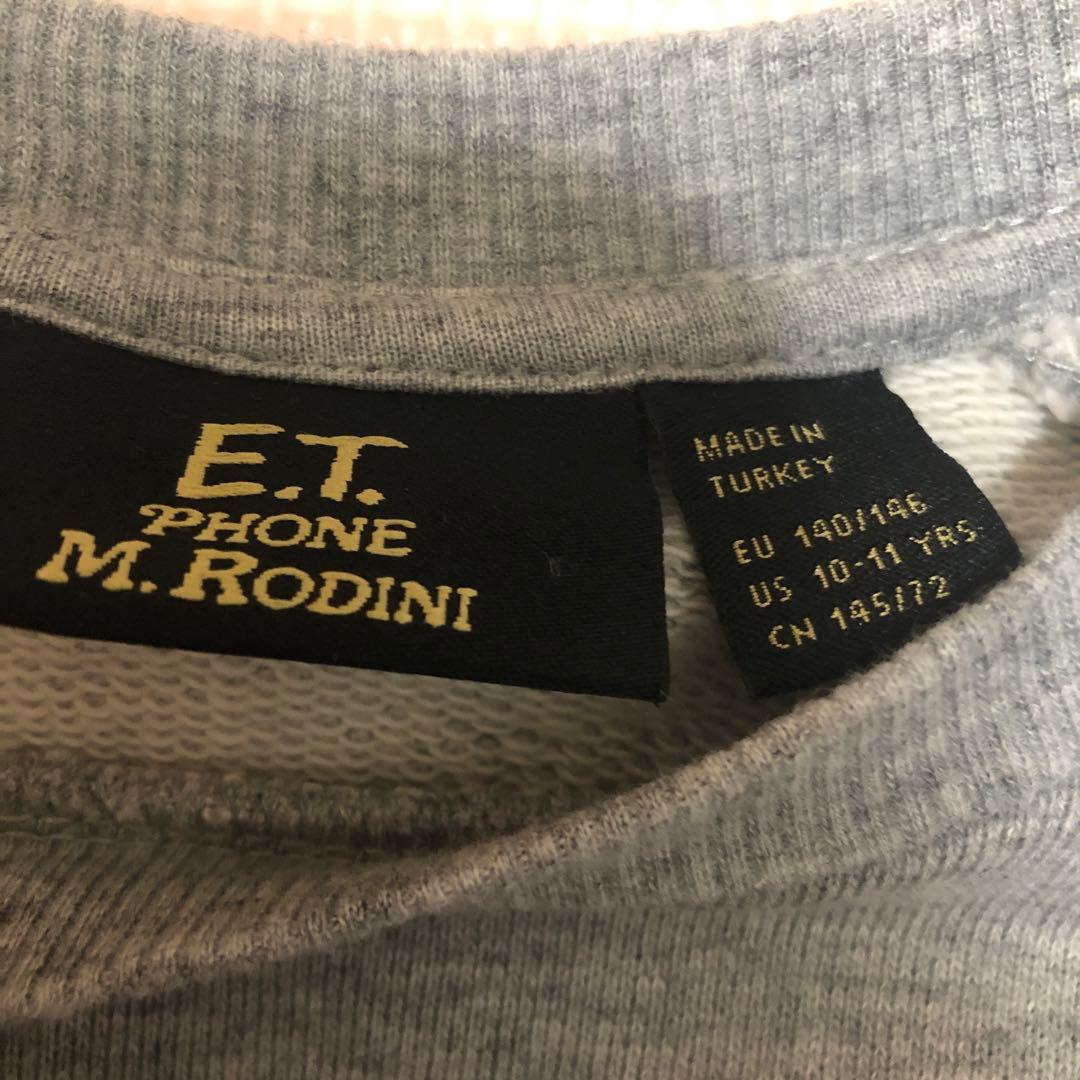 E.T.
PHONE
M. RODINI
MADE IN
TURKEY
EU 140/146
US 10-11 YRS.
CN 145/72